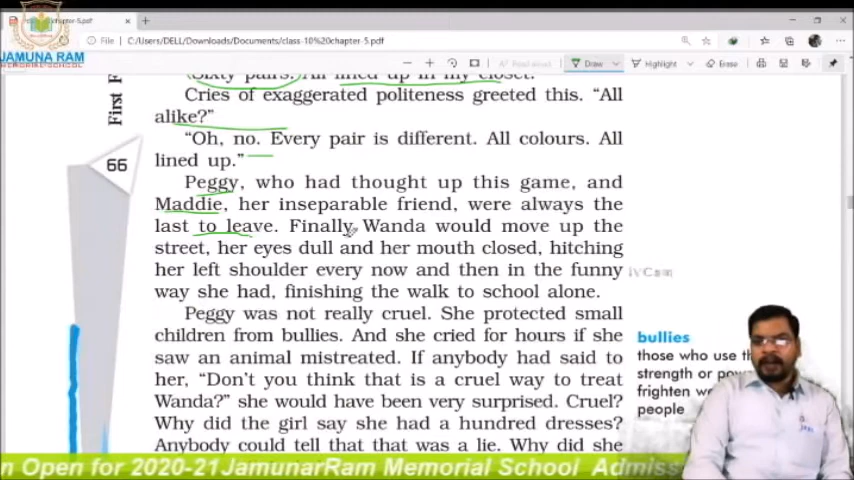 chapter-5.pdf
File
C:/Users/DELL/Downloads/Documents/class-10%20chapter-5.pdf
JAMUNA RAM
Read aloud
Draw
Highlight
Erase
First F
(Sixty pairs. All lined up in my closet.
Cries of exaggerated politeness greeted this. “All
alike?”
“Oh, no. Every pair is different. All colours. All
lined up.”
66
Peggy, who had thought up this game, and
Maddie, her inseparable friend, were always the
last to leave. Finally Wanda would move up the
street, her eyes dull and her mouth closed, hitching
her left shoulder every now and then in the funny
way she had, finishing the walk to school alone.
Peggy was not really cruel. She protected small
children from bullies. And she cried for hours if she
saw an animal mistreated. If anybody had said to
her, “Don’t you think that is a cruel way to treat
Wanda?” she would have been very surprised. Cruel?
Why did the girl say she had a hundred dresses?
Anybody could tell that that was a lie. Why did she
bullies
those who use th
strength or pow
frighten we
people
n Open for 2020-21 JamunarRam Memorial School Admiss